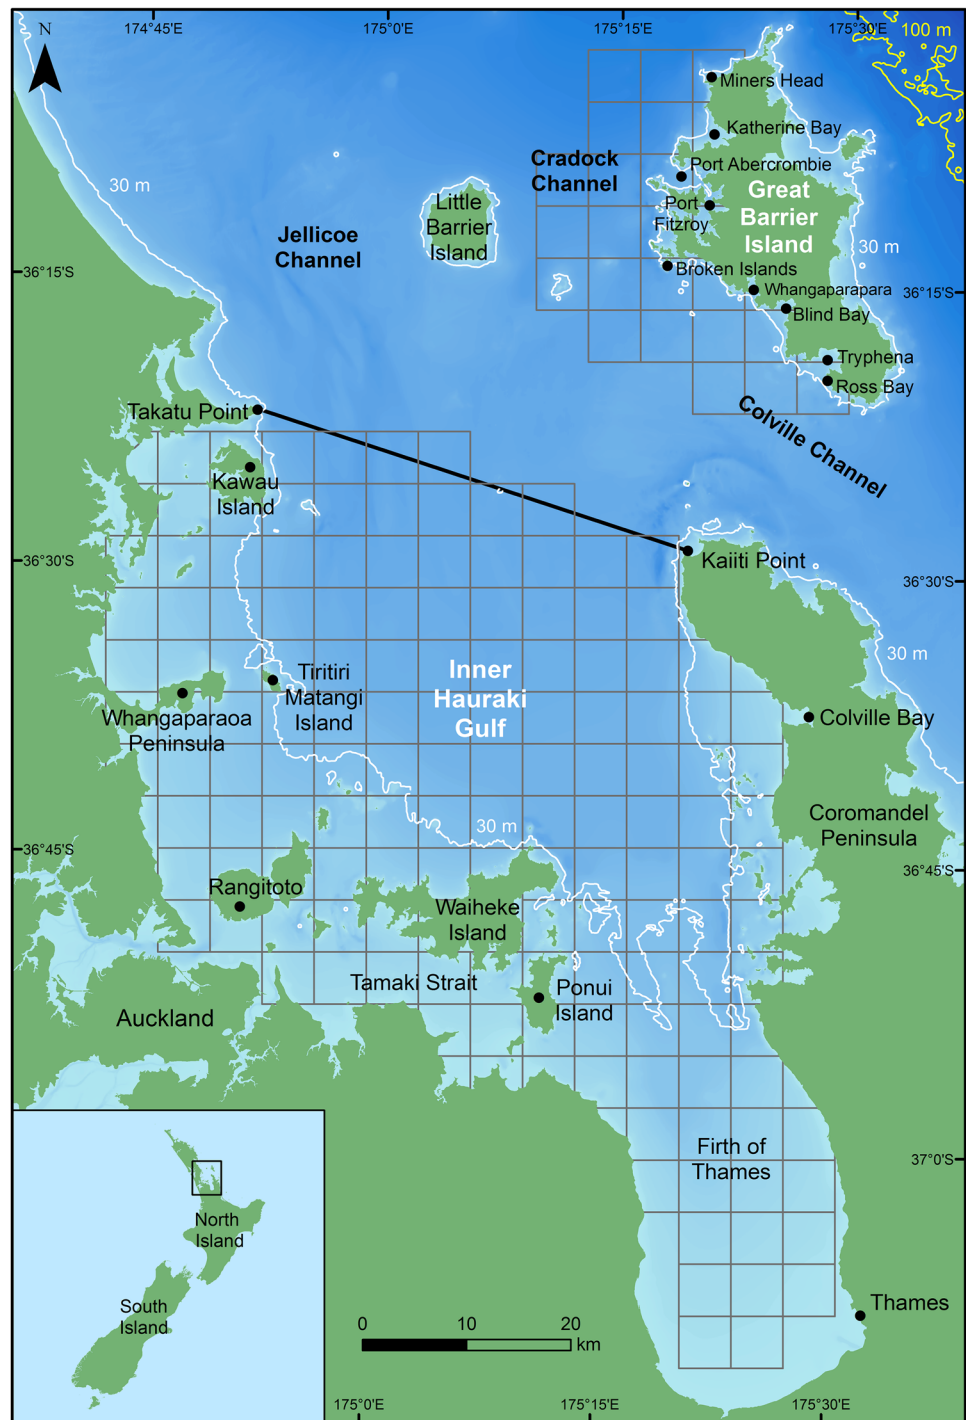 174°45'E
175°0'E
175°15'E
175°30'E
N
100 m
Miners Head
Katherine Bay
Cradock
Channel
Port Abercrombie
30 m
Great
Barrier
Island
Little
Barrier
Island
Port
Fitzroy
Jellicoe
Channel
30 m
Broken Islands
36°15'S
Whangaparapara
36°15'S
Blind Bay
Tryphena
Ross Bay
Takatu Point
Colville Channel
Kawau
Island
36°30'S
Kaiiti Point
36°30'S
30 m
Inner
Hauraki
Gulf
Tiritiri
Matangi
Island
Whangaparaoa
Peninsula
Colville Bay
Coromandel
Peninsula
30 m
36°45'S
36°45'S
Rangitoto
Waiheke
Island
Tamaki Strait
Ponui
Island
Auckland
Firth of
Thames
37°0'S
North
Island
South
Island
Thames
0
10
20
km
175°0'E
175°15'E
175°30'E